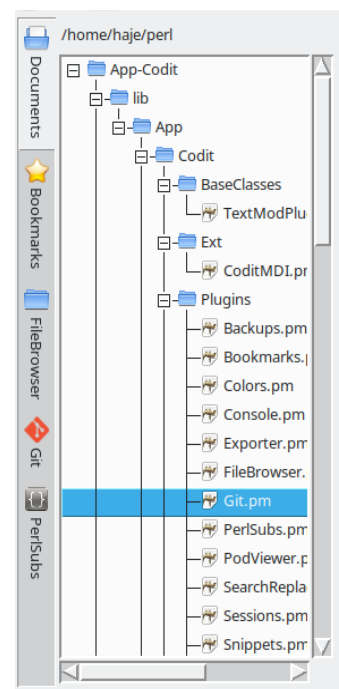 /home/haje/perl
Documents
Bookmarks
FileBrowser
Git
PerlSubs
App-Codit
lib
App
Codit
BaseClasses
TextModPlu
Ext
CoditMDI.pr
Plugins
Backups.pm
Bookmarks.
Colors.pm
Console.pm
Exporter.pm
FileBrowser.
Git.pm
PerlSubs.pm
PodViewer.p
SearchRepla
Sessions.pm
Snippets.pm